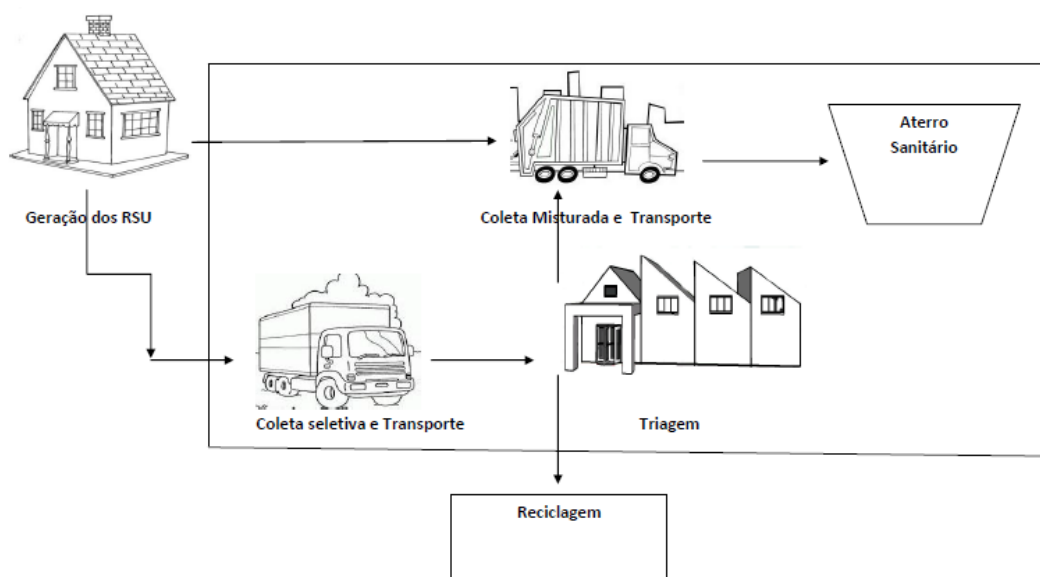 Aterro
Sanitário
Geração dos RSU
Coleta Misturada e Transporte
Coleta seletiva e Transporte
Triagem
Reciclagem